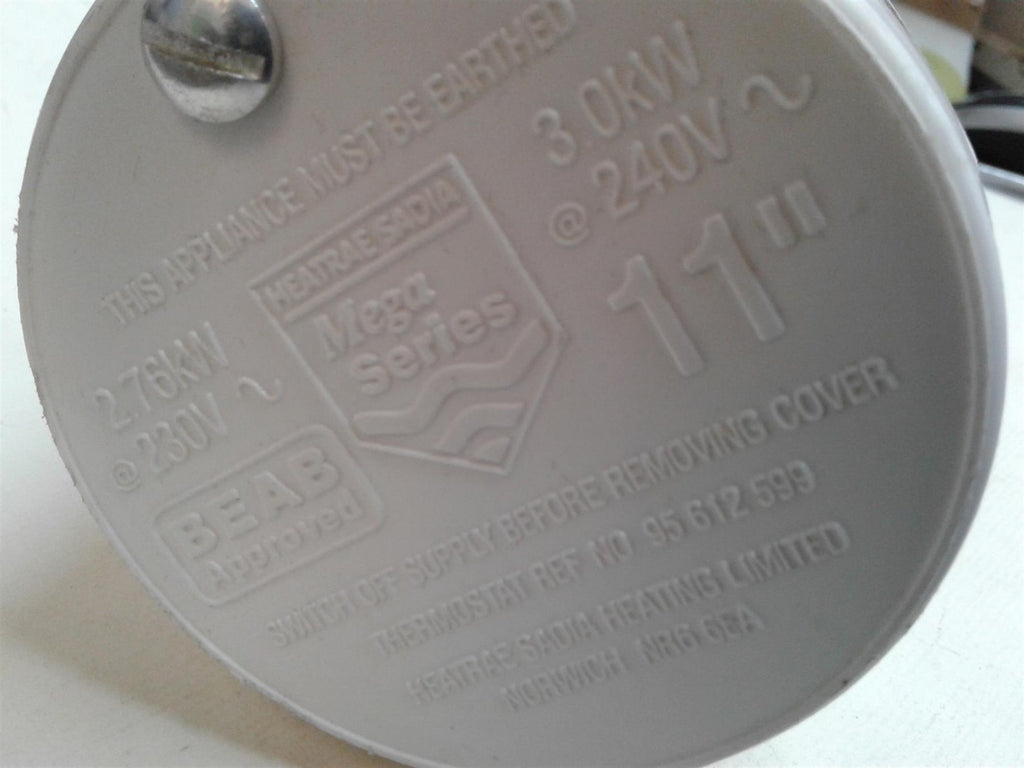 THIS APPLIANCE MUST BE EARTHED
HEATRAE SADIA
Mega
Series
2.76kW
@ 230V ~
3.0kW
@ 240V ~
11"
BEAB
Approved
SWITCH OFF SUPPLY BEFORE REMOVING COVER
THERMOSTAT REF NO 95 612 599
HEATRAE SADIA HEATING LIMITED
NORWICH NR6 6EA